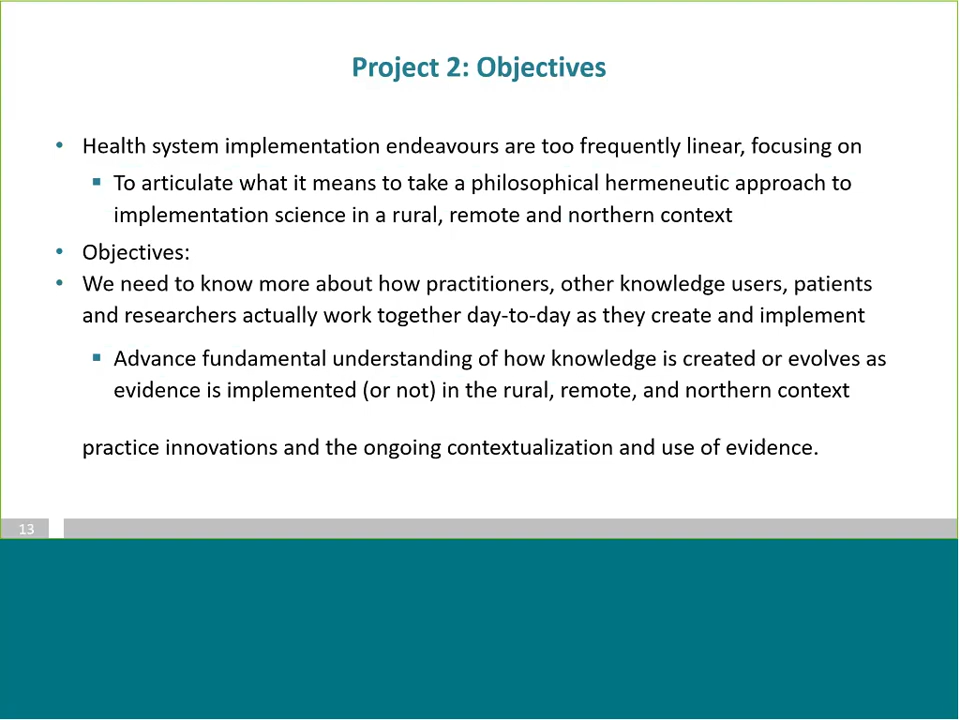 Project 2: Objectives
• Health system implementation endeavours are too frequently linear, focusing on
▪ To articulate what it means to take a philosophical hermeneutic approach to
implementation science in a rural, remote and northern context
• Objectives:
• We need to know more about how practitioners, other knowledge users, patients
and researchers actually work together day-to-day as they create and implement
▪ Advance fundamental understanding of how knowledge is created or evolves as
evidence is implemented (or not) in the rural, remote, and northern context
practice innovations and the ongoing contextualization and use of evidence.
13